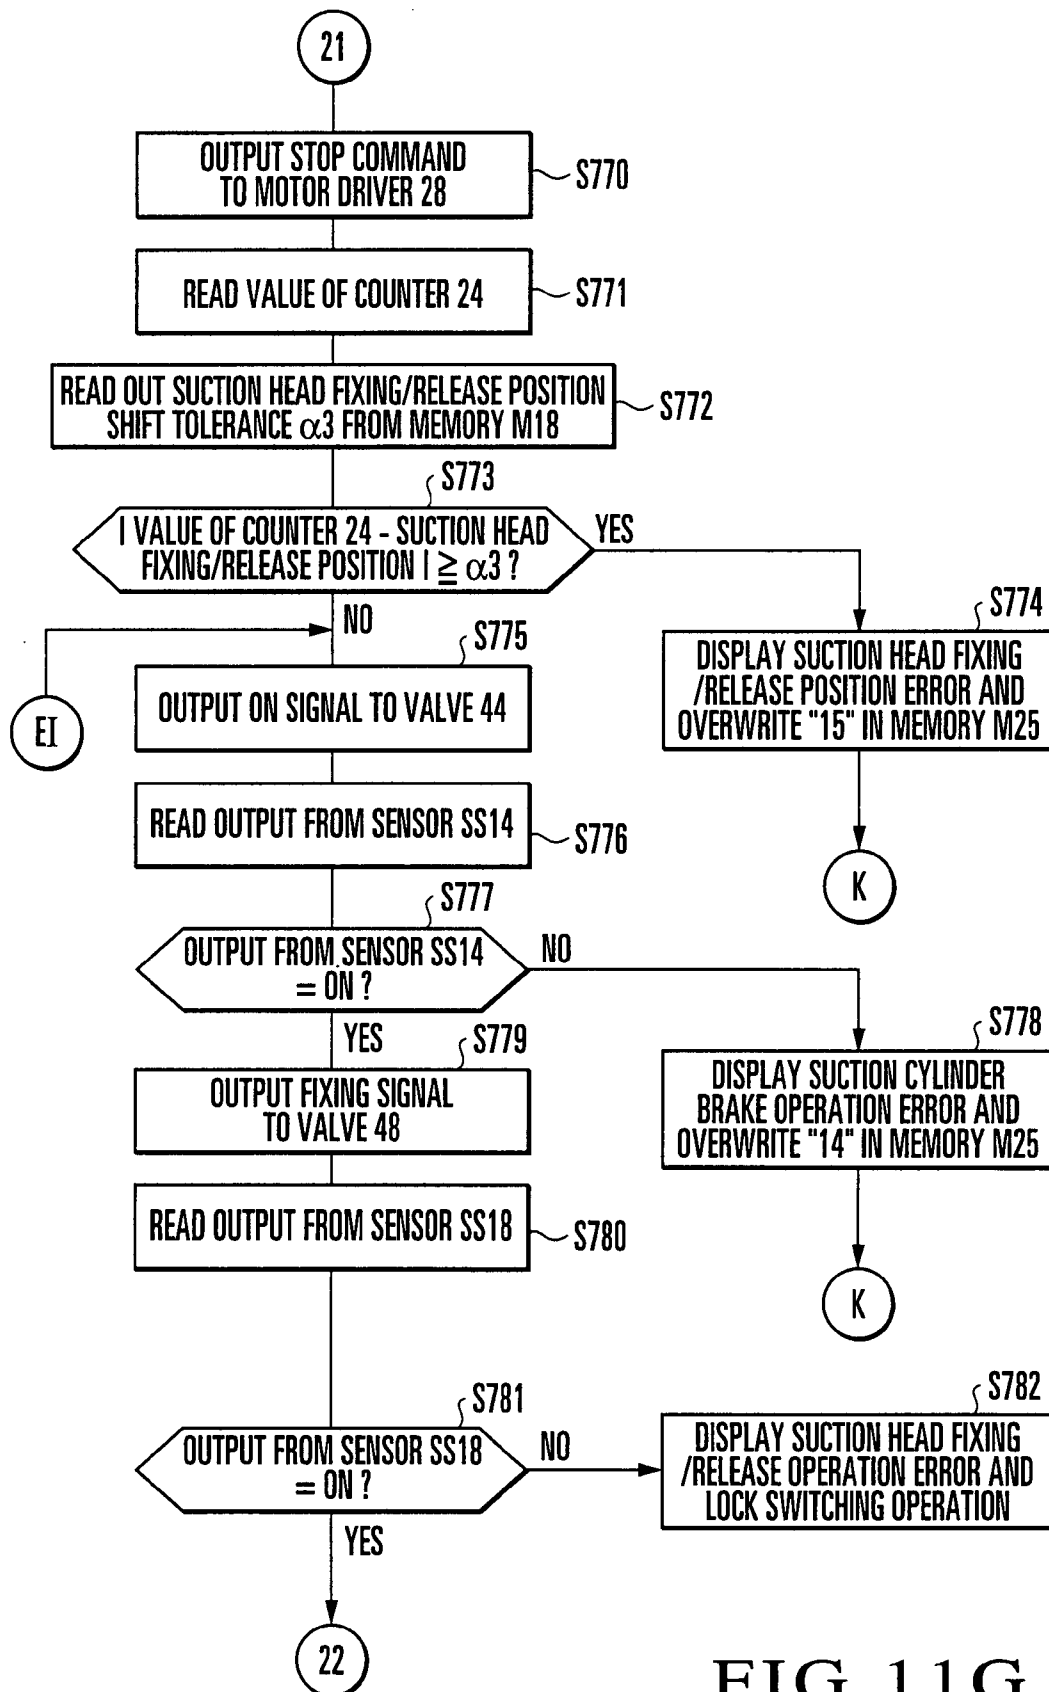 21
OUTPUT STOP COMMAND
TO MOTOR DRIVER 28
S770
READ VALUE OF COUNTER 24
S771
READ OUT SUCTION HEAD FIXING/RELEASE POSITION
SHIFT TOLERANCE α3 FROM MEMORY M18
S772
S773
| VALUE OF COUNTER 24 - SUCTION HEAD
FIXING/RELEASE POSITION | ≧ α3 ?
YES
NO
S774
DISPLAY SUCTION HEAD FIXING
/RELEASE POSITION ERROR AND
OVERWRITE "15" IN MEMORY M25
K
EI
S775
OUTPUT ON SIGNAL TO VALVE 44
READ OUTPUT FROM SENSOR SS14
S776
S777
OUTPUT FROM SENSOR SS14
= ON ?
NO
YES
S778
DISPLAY SUCTION CYLINDER
BRAKE OPERATION ERROR AND
OVERWRITE "14" IN MEMORY M25
K
S779
OUTPUT FIXING SIGNAL
TO VALVE 48
READ OUTPUT FROM SENSOR SS18
S780
S781
OUTPUT FROM SENSOR SS18
= ON ?
NO
YES
S782
DISPLAY SUCTION HEAD FIXING
/RELEASE OPERATION ERROR AND
LOCK SWITCHING OPERATION
22
FIG. 11G